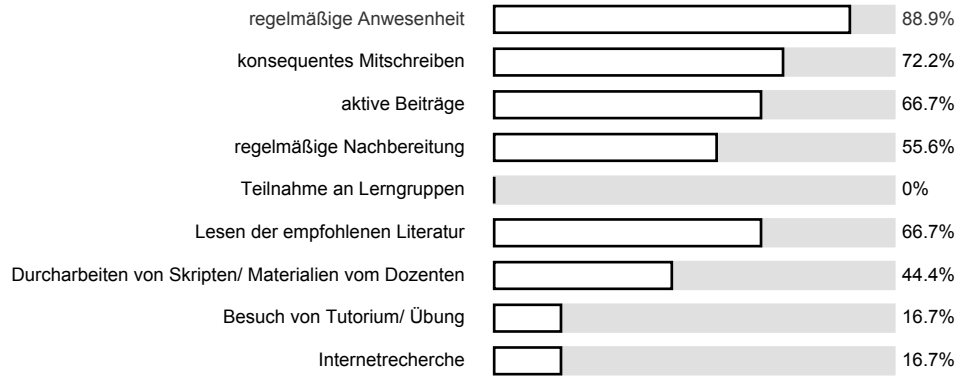 regelmäßige Anwesenheit 88.9%
konsequentes Mitschreiben 72.2%
aktive Beiträge 66.7%
regelmäßige Nachbereitung 55.6%
Teilnahme an Lerngruppen 0%
Lesen der empfohlenen Literatur 66.7%
Durcharbeiten von Skripten/ Materialien vom Dozenten 44.4%
Besuch von Tutorium/ Übung 16.7%
Internetrecherche 16.7%